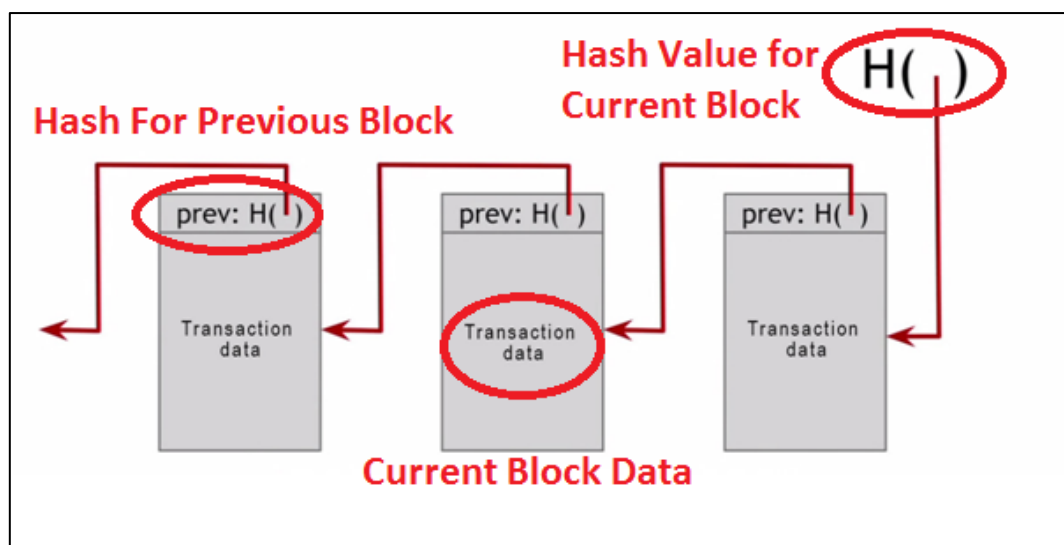 Hash Value for
Current Block
H( )
Hash For Previous Block
prev: H( )
prev: H( )
prev: H( )
Transaction
data
Transaction
data
Transaction
data
Current Block Data